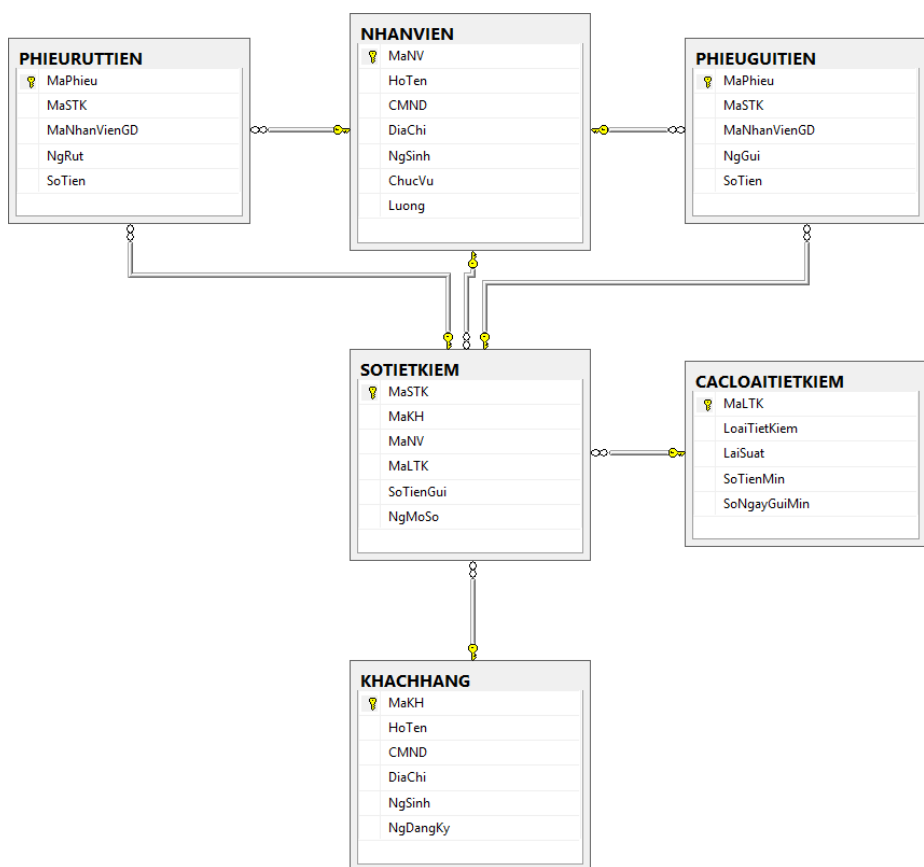 PHIEURUTTIEN
MaPhieu
MaSTK
MaNhanVienGD
NgRut
SoTien
NHANVIEN
MaNV
HoTen
CMND
DiaChi
NgSinh
ChucVu
Luong
PHIEUGUITIEN
MaPhieu
MaSTK
MaNhanVienGD
NgGui
SoTien
SOTIETKIEM
MaSTK
MaKH
MaNV
MaLTK
SoTienGui
NgMoSo
CACLOAITIETKIEM
MaLTK
LoaiTietKiem
LaiSuat
SoTienMin
SoNgayGuiMin
KHACHHANG
MaKH
HoTen
CMND
DiaChi
NgSinh
NgDangKy